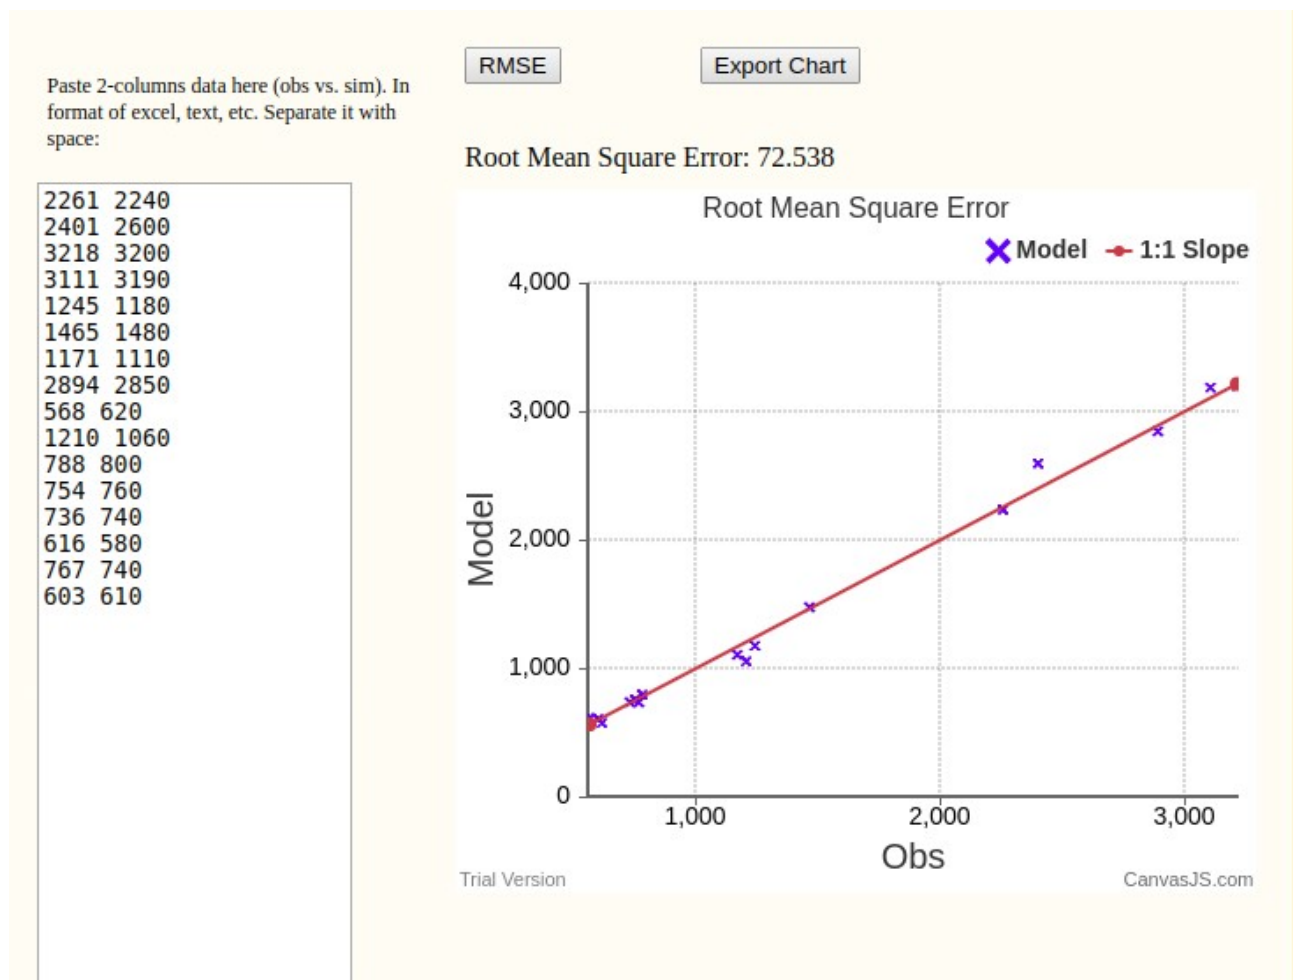 RMSE
Export Chart
Paste 2-columns data here (obs vs. sim). In
format of excel, text, etc. Separate it with
space:
Root Mean Square Error: 72.538
2261 2240
2401 2600
3218 3200
3111 3190
1245 1180
1465 1480
1171 1110
2894 2850
568 620
1210 1060
788 800
754 760
736 740
616 580
767 740
603 610
Root Mean Square Error
Model
1:1 Slope
4,000
3,000
2,000
1,000
0
Model
1,000
2,000
3,000
Obs
Trial Version
CanvasJS.com